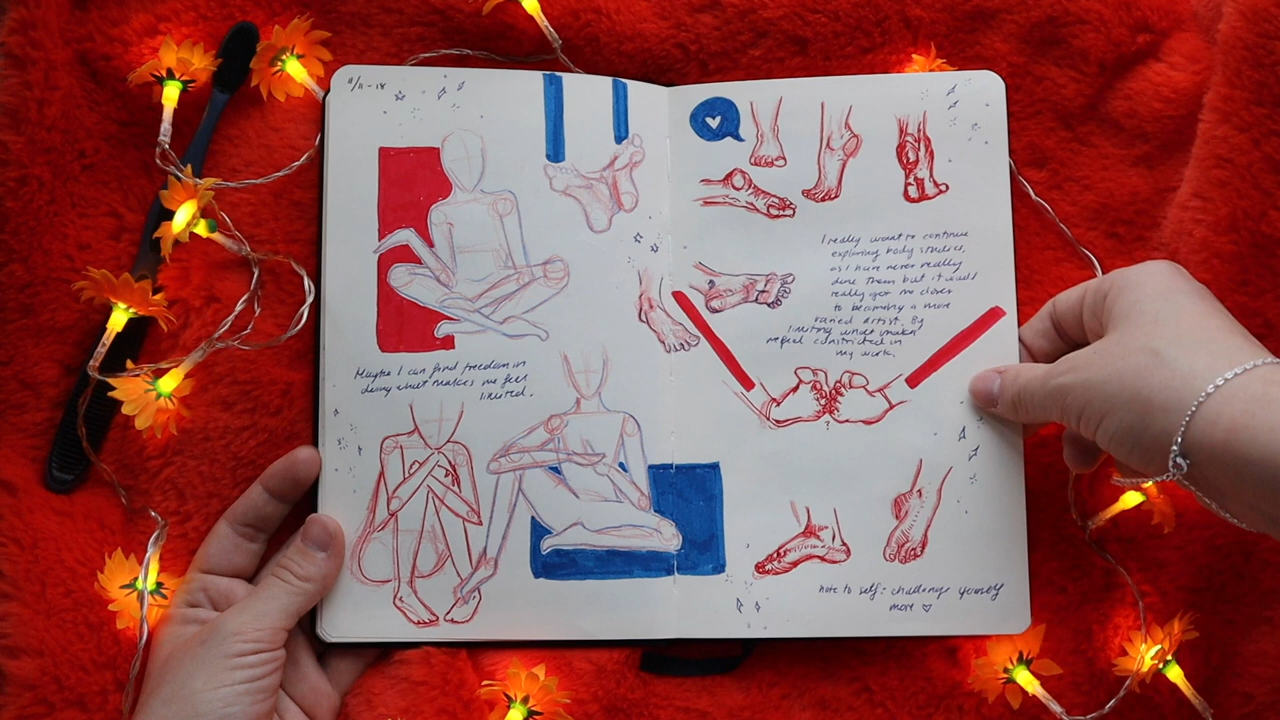 11/11-18
Maybe I can find freedom in
doing what makes me feel
limited.
I really want to continue
exploring body studies,
as I have never really
done them but it could
really get me closer
to becoming a more
varied artist. By
limiting what makes
me feel constricted in
my work.
?
note to self: challenge yourself
more ♡